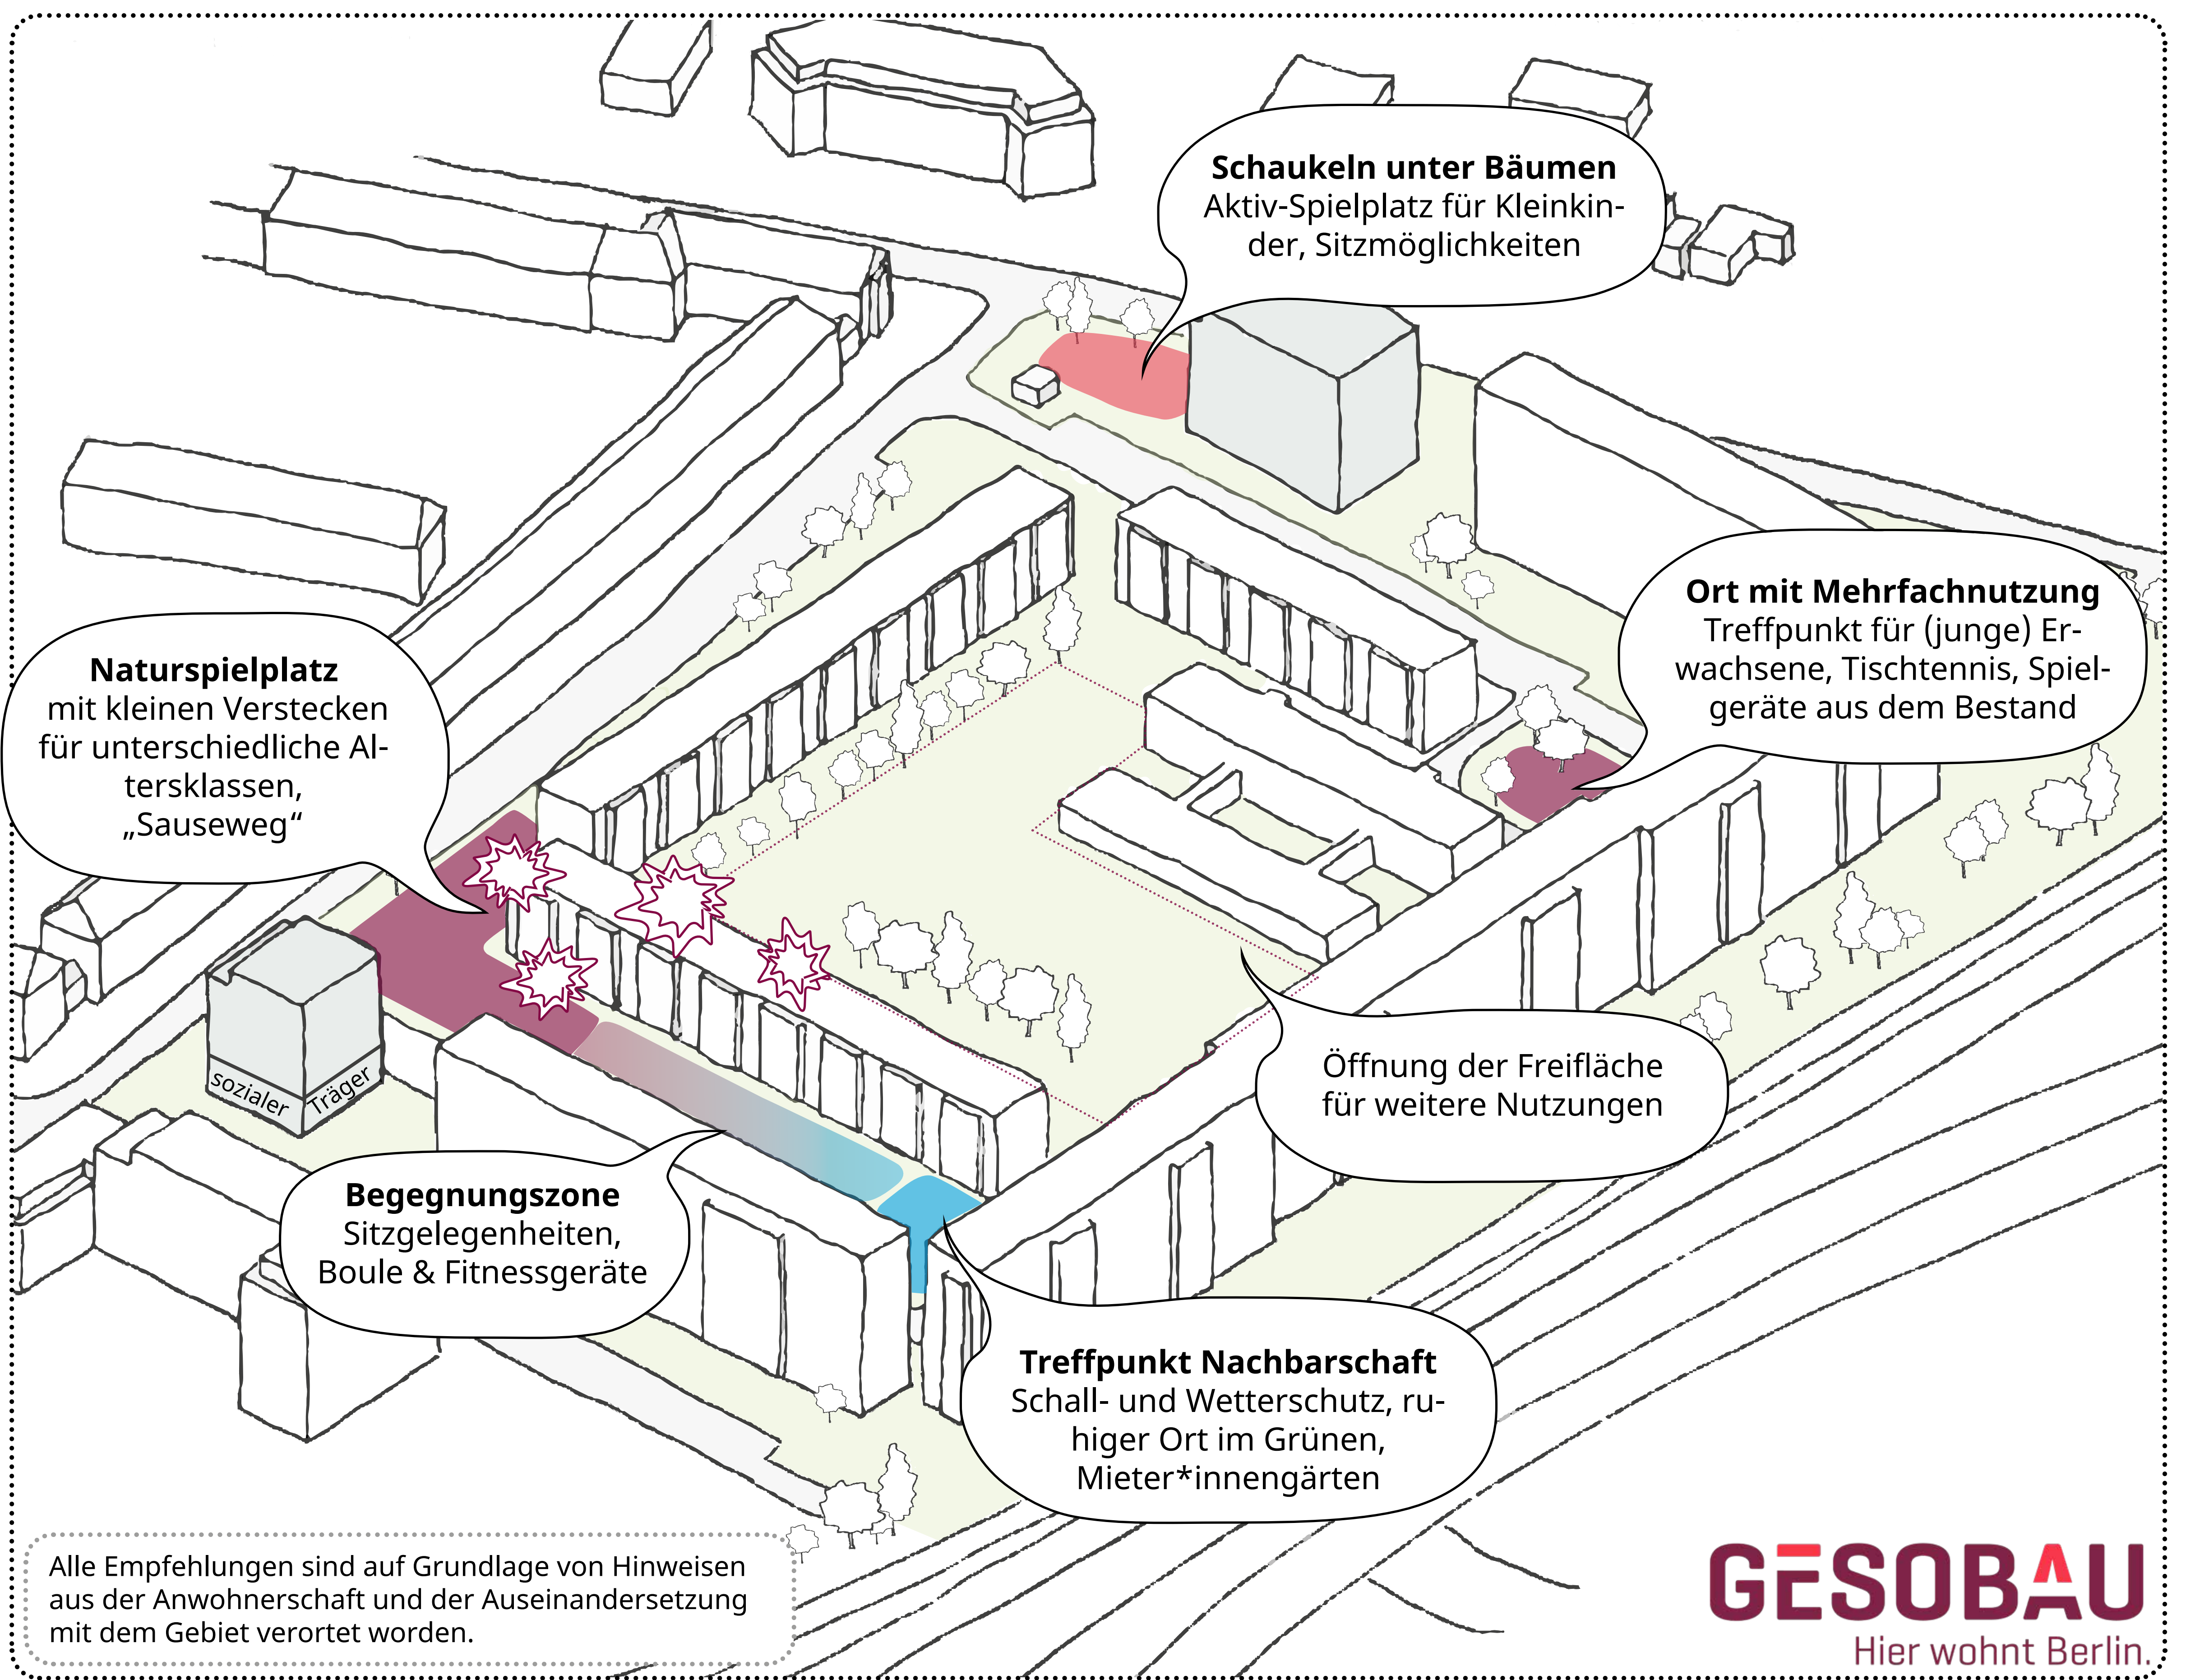 Schaukeln unter Bäumen
Aktiv-Spielplatz für Kleinkin-
der, Sitzmöglichkeiten
Ort mit Mehrfachnutzung
Treffpunkt für (junge) Er-
wachsene, Tischtennis, Spiel-
geräte aus dem Bestand
Naturspielplatz
mit kleinen Verstecken
für unterschiedliche Al-
tersklassen,
„Sauseweg“
sozialer Träger
Öffnung der Freifläche
für weitere Nutzungen
Begegnungszone
Sitzgelegenheiten,
Boule & Fitnessgeräte
Treffpunkt Nachbarschaft
Schall- und Wetterschutz, ru-
higer Ort im Grünen,
Mieter*innengärten
Alle Empfehlungen sind auf Grundlage von Hinweisen
aus der Anwohnerschaft und der Auseinandersetzung
mit dem Gebiet verortet worden.
GESOBAU
Hier wohnt Berlin.